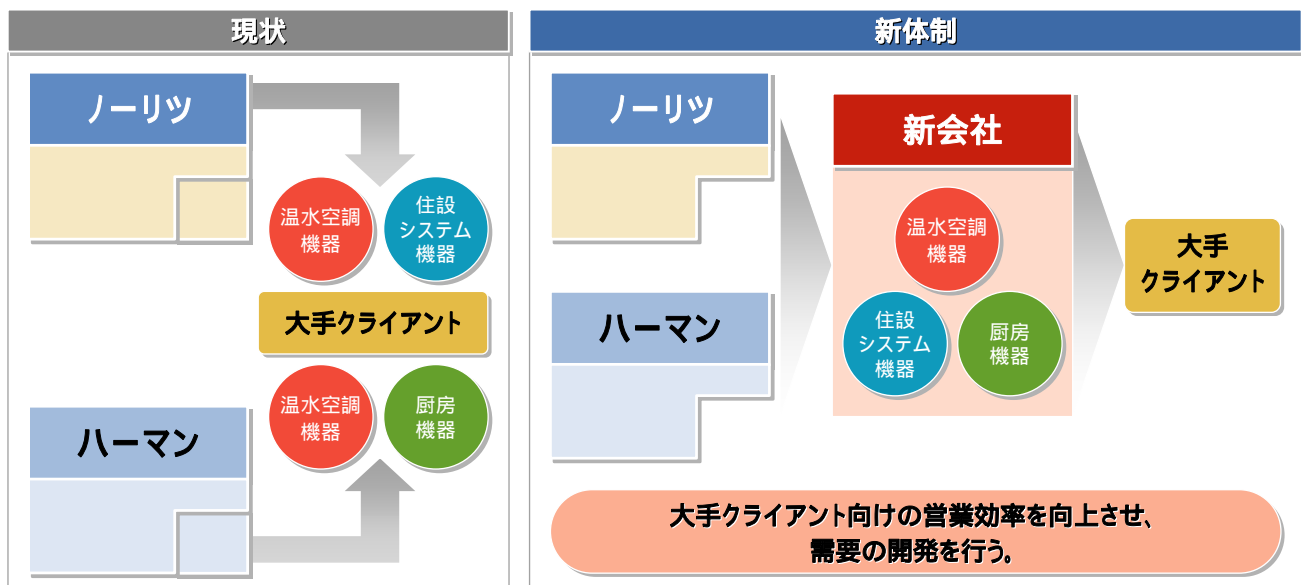 現状
ノーリツ
温水空調
機器
住設
システム
機器
大手クライアント
温水空調
機器
厨房
機器
ハーマン
新体制
ノーリツ
ハーマン
新会社
温水空調
機器
住設
システム
機器
厨房
機器
大手
クライアント
大手クライアント向けの営業効率を向上させ、
需要の開発を行う。